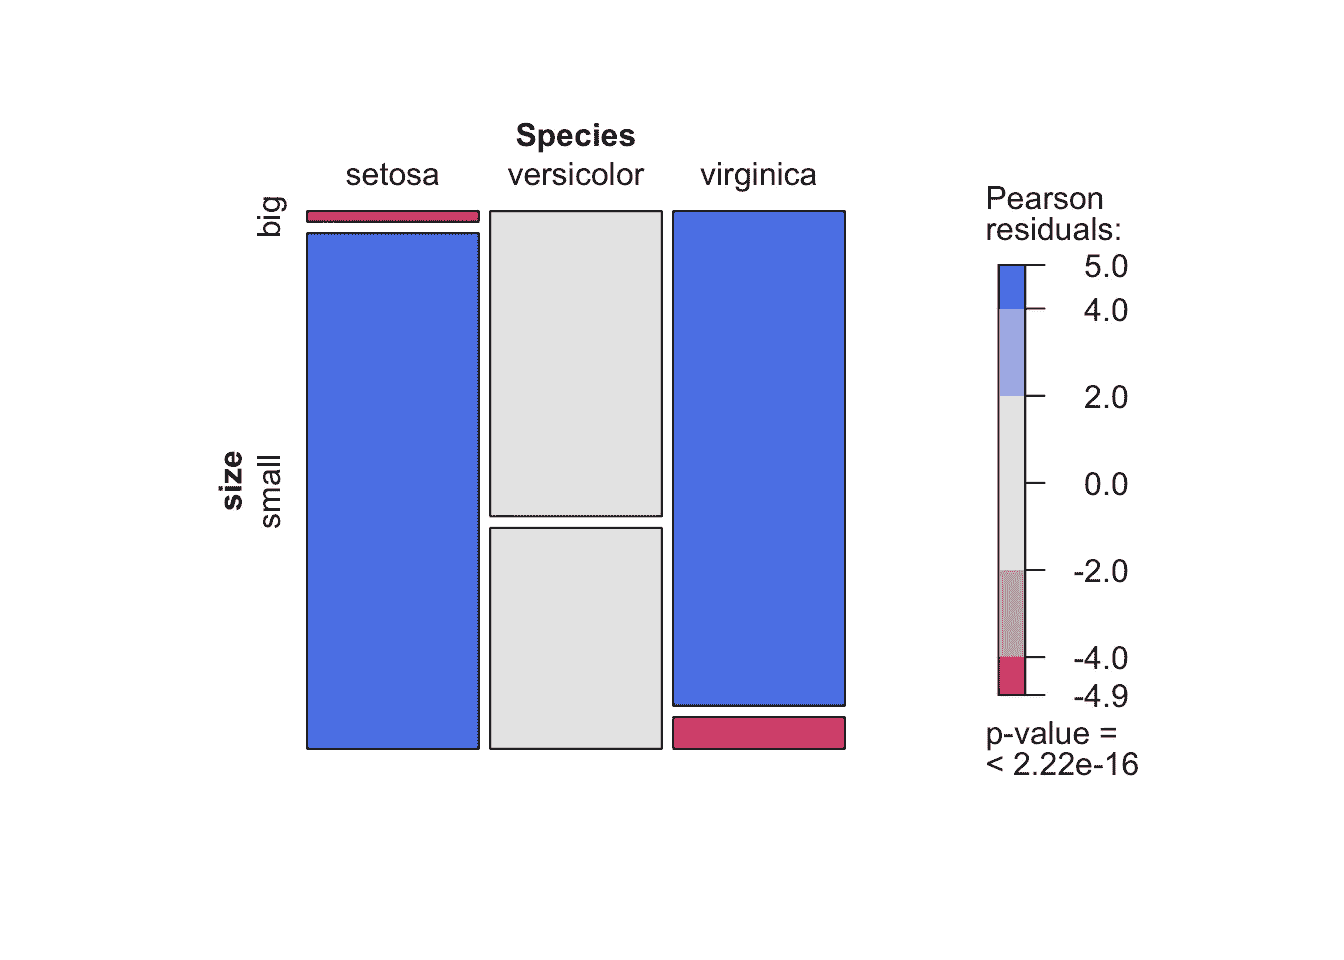 Species
setosa versicolor virginica
big
small
size
Pearson
residuals:
5.0
4.0
2.0
0.0
-2.0
-4.0
-4.9
p-value =
< 2.22e-16